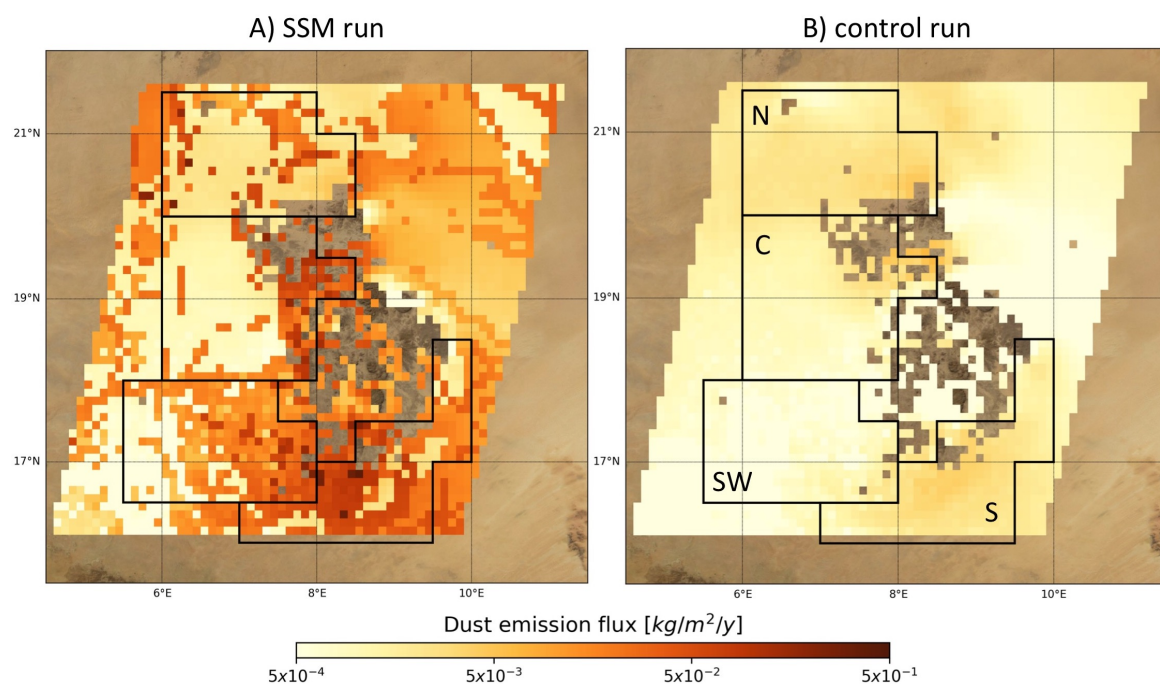 A) SSM run
B) control run
21°N
19°N
17°N
6°E
8°E
10°E
21°N
19°N
17°N
6°E
8°E
10°E
N
C
SW
S
Dust emission flux [kg/m²/y]
5x10⁻⁴
5x10⁻³
5x10⁻²
5x10⁻¹